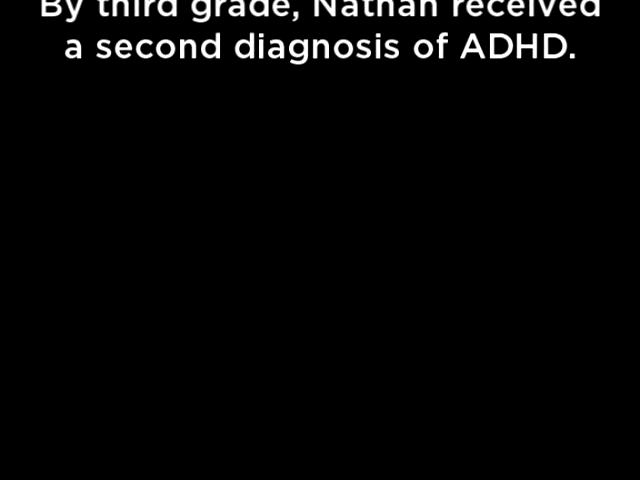 By third grade, Nathan received
a second diagnosis of ADHD.